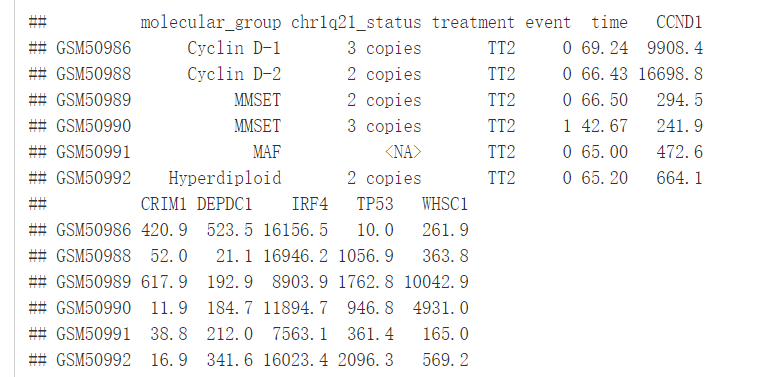 ##          molecular_group chr1q21_status treatment event  time    CCND1
## GSM50986      Cyclin D-1       3 copies       TT2     0 69.24  9908.4
## GSM50988      Cyclin D-2       2 copies       TT2     0 66.43 16698.8
## GSM50989           MMSET       2 copies       TT2     0 66.50   294.5
## GSM50990           MMSET       3 copies       TT2     1 42.67   241.9
## GSM50991             MAF           <NA>       TT2     0 65.00   472.6
## GSM50992    Hyperdiploid       2 copies       TT2     0 65.20   664.1
##          CRIM1 DEPDC1    IRF4   TP53   WHSC1
## GSM50986 420.9  523.5 16156.5   10.0   261.9
## GSM50988  52.0   21.1 16946.2 1056.9   363.8
## GSM50989 617.9  192.9  8903.9 1762.8 10042.9
## GSM50990  11.9  184.7 11894.7  946.8  4931.0
## GSM50991  38.8  212.0  7563.1  361.4   165.0
## GSM50992  16.9  341.6 16023.4 2096.3   569.2